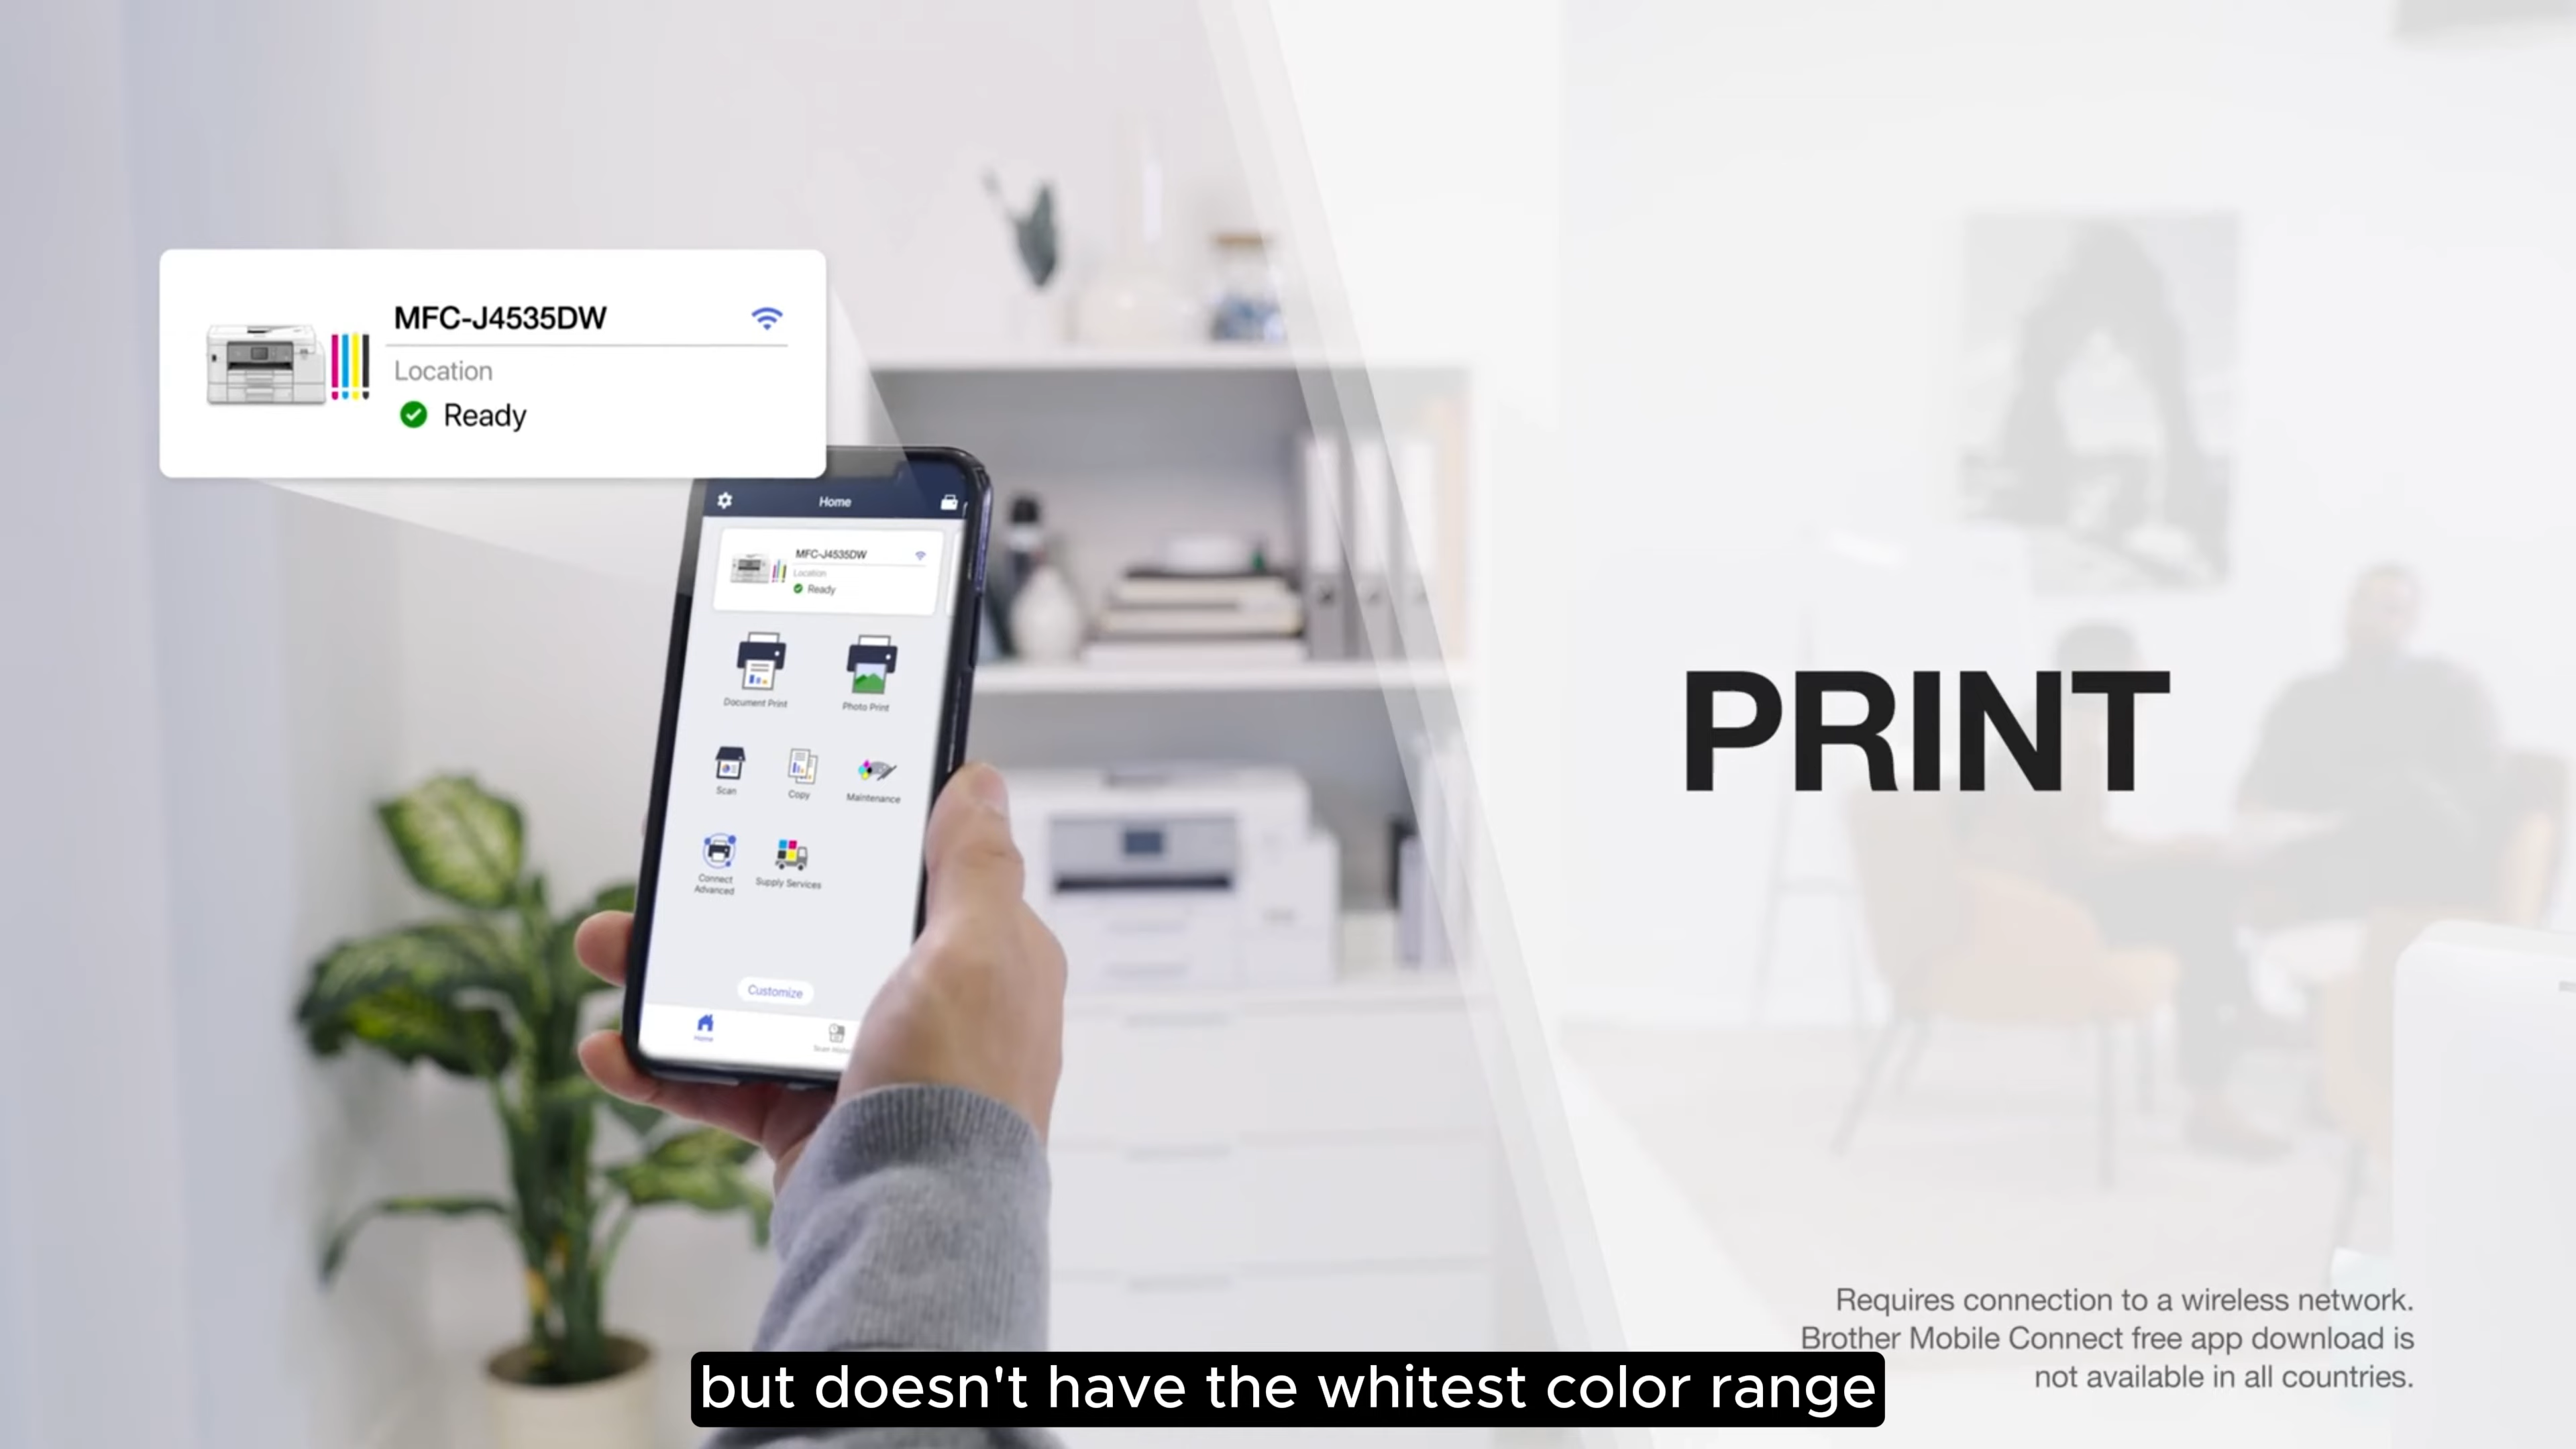 MFC-J4535DW
Location
Ready
Home
MFC-J4535DW
Location
Ready
Document Print
Photo Print
Scan
Copy
Maintenance
Connect
Advanced
Supply Services
Customize
Home
Scan
PRINT
Requires connection to a wireless network.
Brother Mobile Connect free app download is
not available in all countries.
but doesn't have the whitest color range